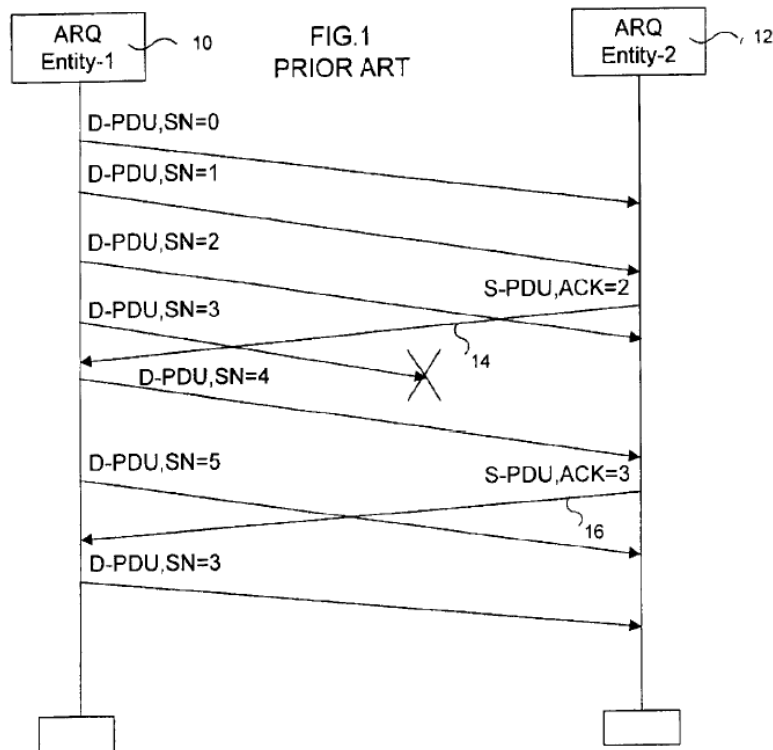 ARQ
Entity-1
10
FIG.1
PRIOR ART
ARQ
Entity-2
12
D-PDU,SN=0
D-PDU,SN=1
D-PDU,SN=2
S-PDU,ACK=2
D-PDU,SN=3
14
D-PDU,SN=4
D-PDU,SN=5
S-PDU,ACK=3
16
D-PDU,SN=3